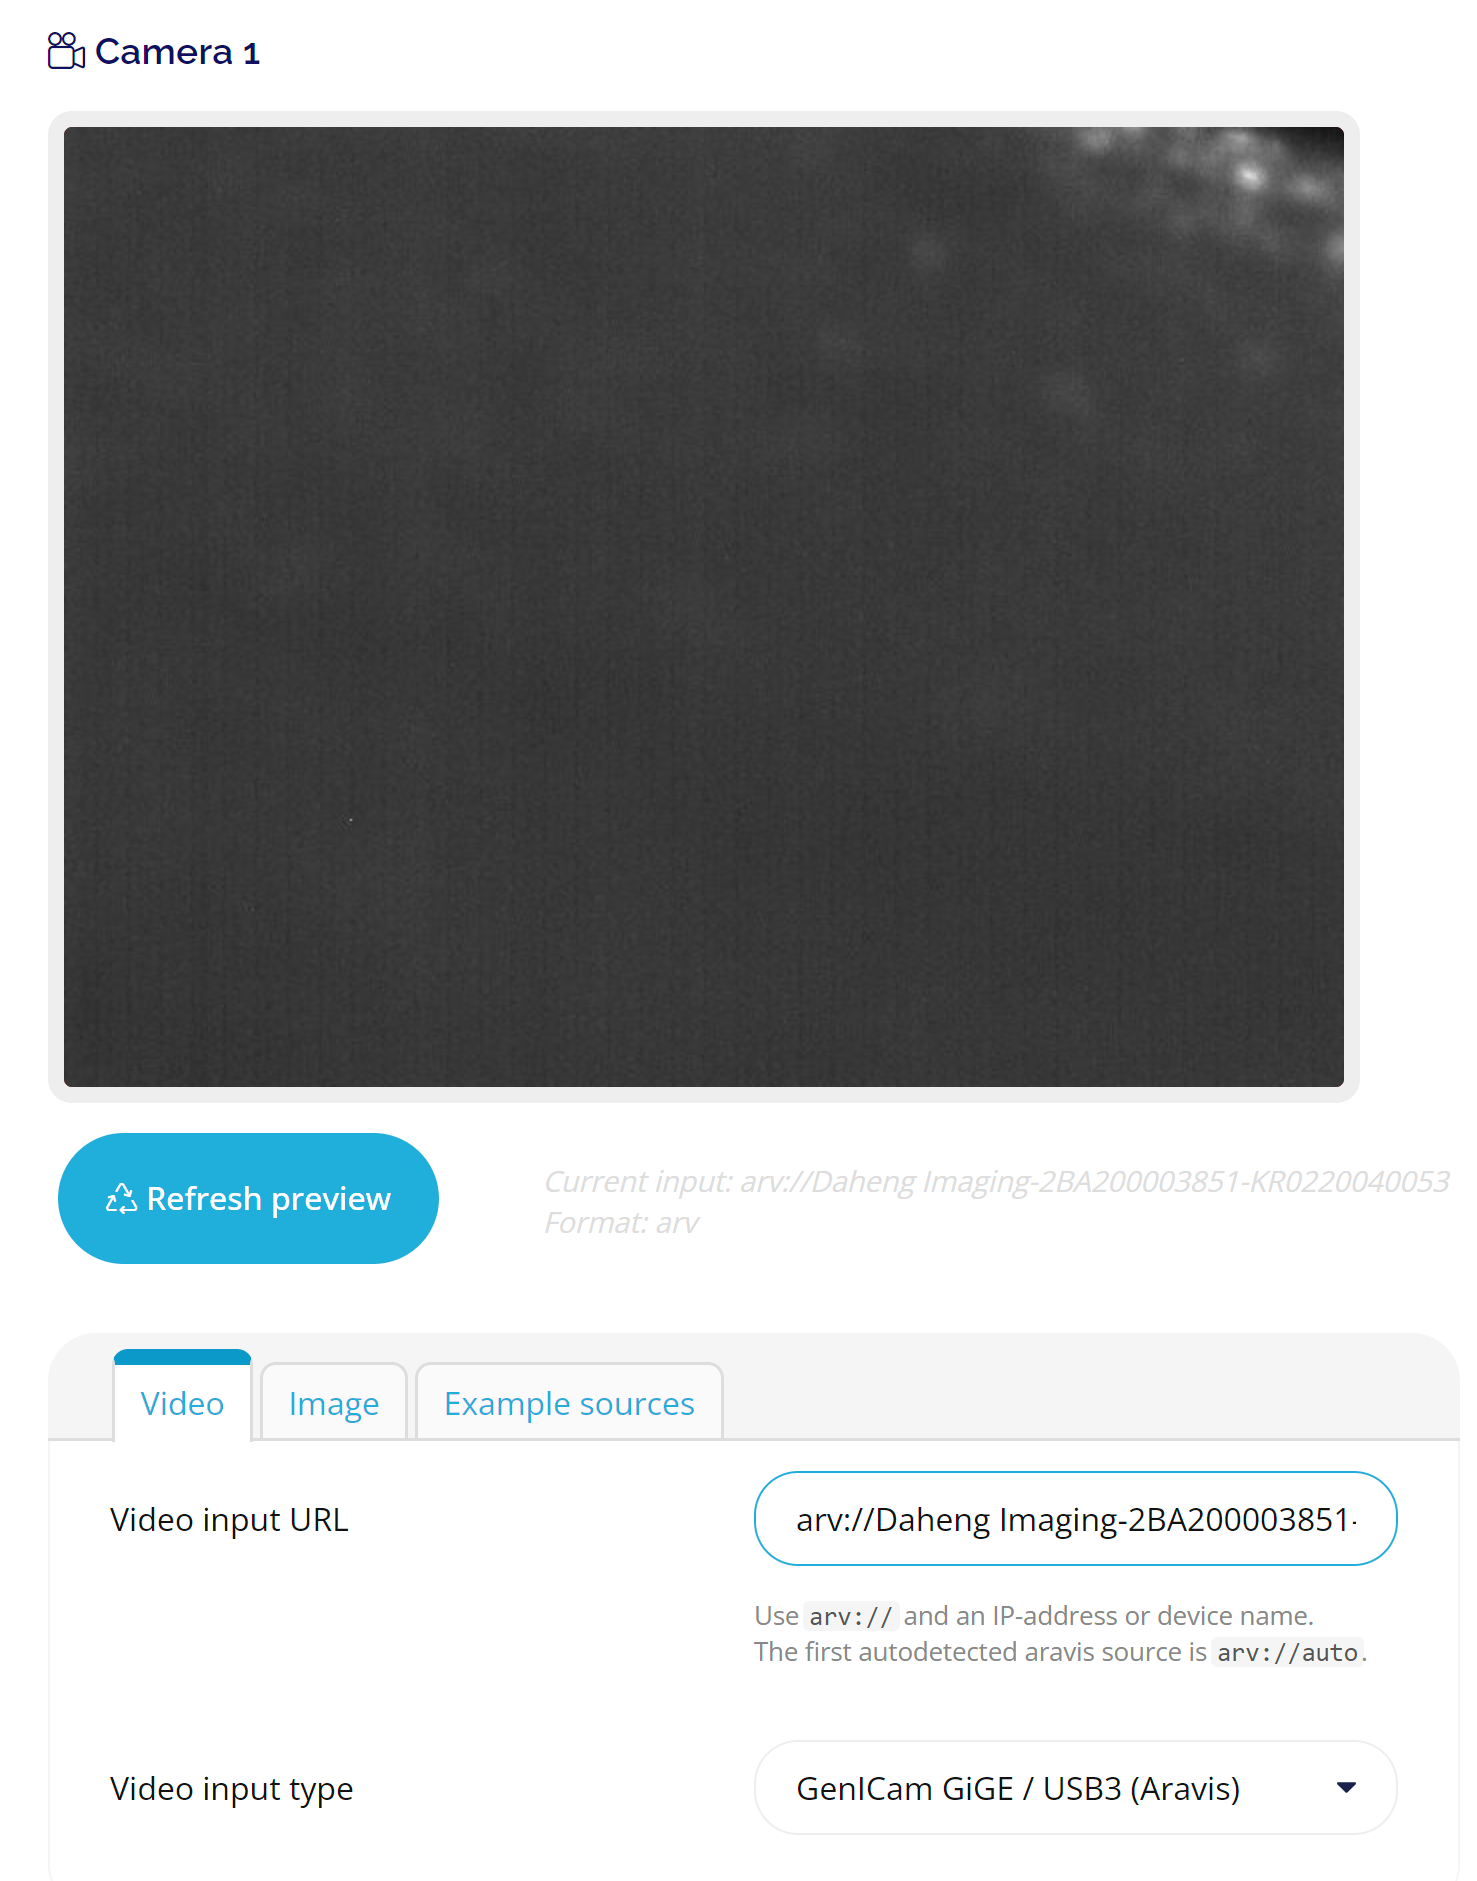 Camera 1
Refresh preview
Current input: arv://Daheng Imaging-2BA200003851-KR0220040053
Format: arv
Video
Image
Example sources
Video input URL
arv://Daheng Imaging-2BA200003851-
Use arv:// and an IP-address or device name.
The first autodetected aravis source is arv://auto.
Video input type
GenICam GiGE / USB3 (Aravis)